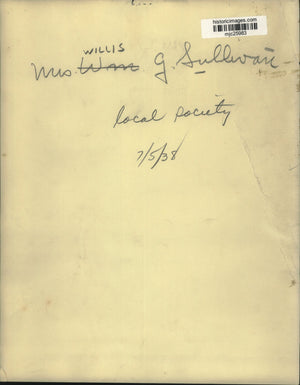 historicimages.com
mjc25983
WILLIS
Mrs. Wm G. Sullivan -
local society
7/5/38